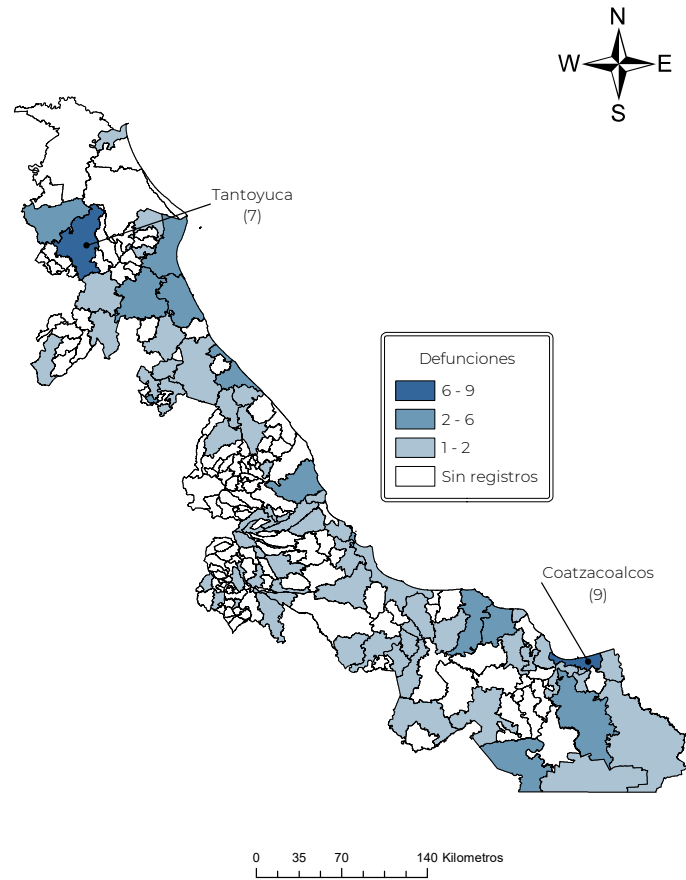 N
W E
S
Tantoyuca
(7)
Defunciones
6 - 9
2 - 6
1 - 2
Sin registros
Coatzacoalcos
(9)
0 35 70 140 Kilometros